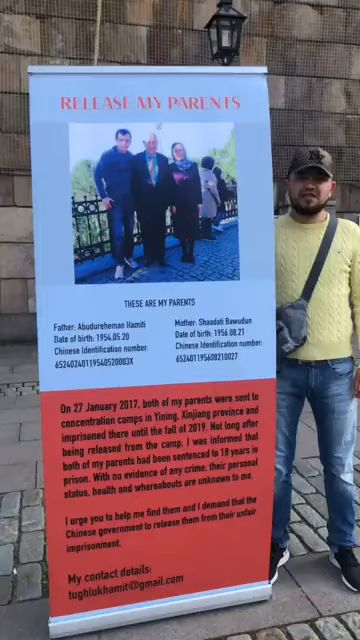 RELEASE MY PARENTS
THESE ARE MY PARENTS
Father: Abudureheman Hamiti
Date of birth: 1954.05.20
Chinese Identification number:
65240240119540520003X
Mother: Shaadati Bawudun
Date of birth: 1956.08.21
Chinese Identification number:
652401195608210027
On 27 January 2017, both of my parents were sent to
concentration camps in Yining, Xinjiang province and
imprisoned there until the fall of 2019. Not long after
being released from the camp, I was informed that
both of my parents had been sentenced to 18 years in
prison. With no evidence of any crime, their personal
status, health and whereabouts are unknown to me.
I urge you to help me find them and I demand that the
Chinese government to release them from their unfair
imprisonment.
My contact details:
tughlukhamit@gmail.com